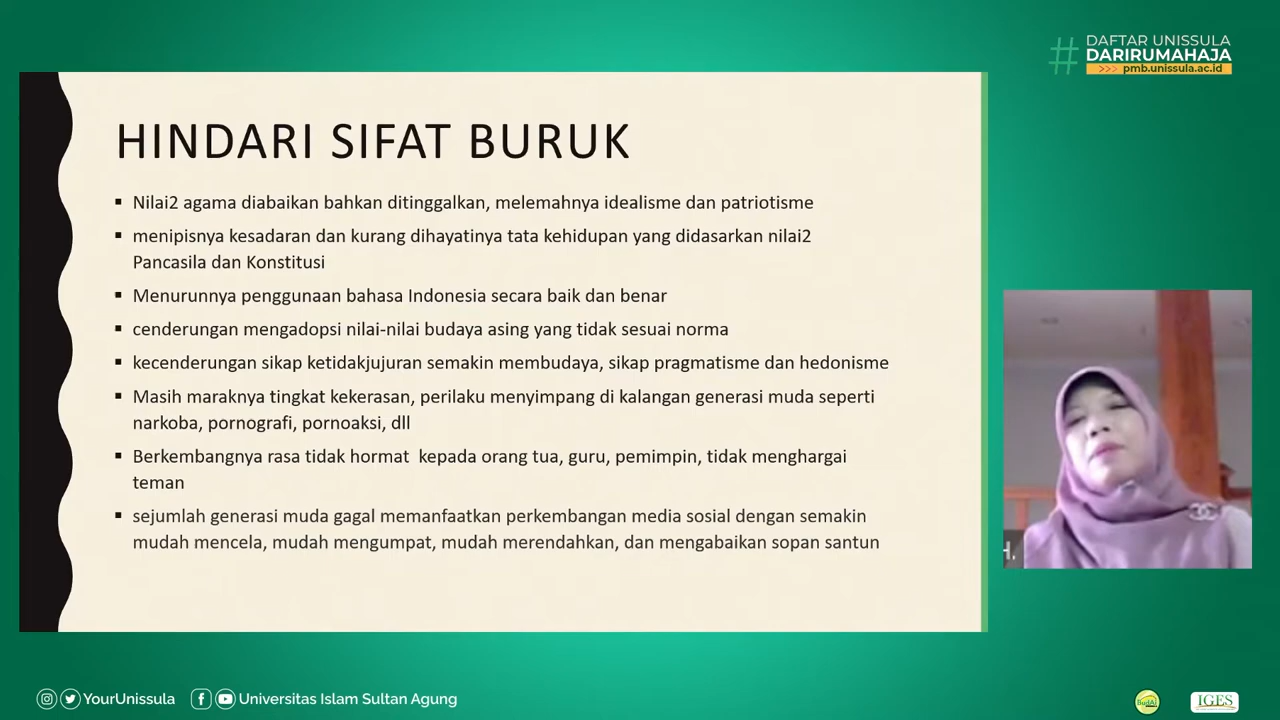 # DAFTAR UNISSULA
DARIRUMAHAJA
>>> pmb.unissula.ac.id
HINDARI SIFAT BURUK
▪ Nilai2 agama diabaikan bahkan ditinggalkan, melemahnya idealisme dan patriotisme
▪ menipisnya kesadaran dan kurang dihayatinya tata kehidupan yang didasarkan nilai2
Pancasila dan Konstitusi
▪ Menurunnya penggunaan bahasa Indonesia secara baik dan benar
▪ cenderungan mengadopsi nilai-nilai budaya asing yang tidak sesuai norma
▪ kecenderungan sikap ketidakjujuran semakin membudaya, sikap pragmatisme dan hedonisme
▪ Masih maraknya tingkat kekerasan, perilaku menyimpang di kalangan generasi muda seperti
narkoba, pornografi, pornoaksi, dll
▪ Berkembangnya rasa tidak hormat  kepada orang tua, guru, pemimpin, tidak menghargai
teman
▪ sejumlah generasi muda gagal memanfaatkan perkembangan media sosial dengan semakin
mudah mencela, mudah mengumpat, mudah merendahkan, dan mengabaikan sopan santun
H.
YourUnissula
Universitas Islam Sultan Agung
BudAi
IGES